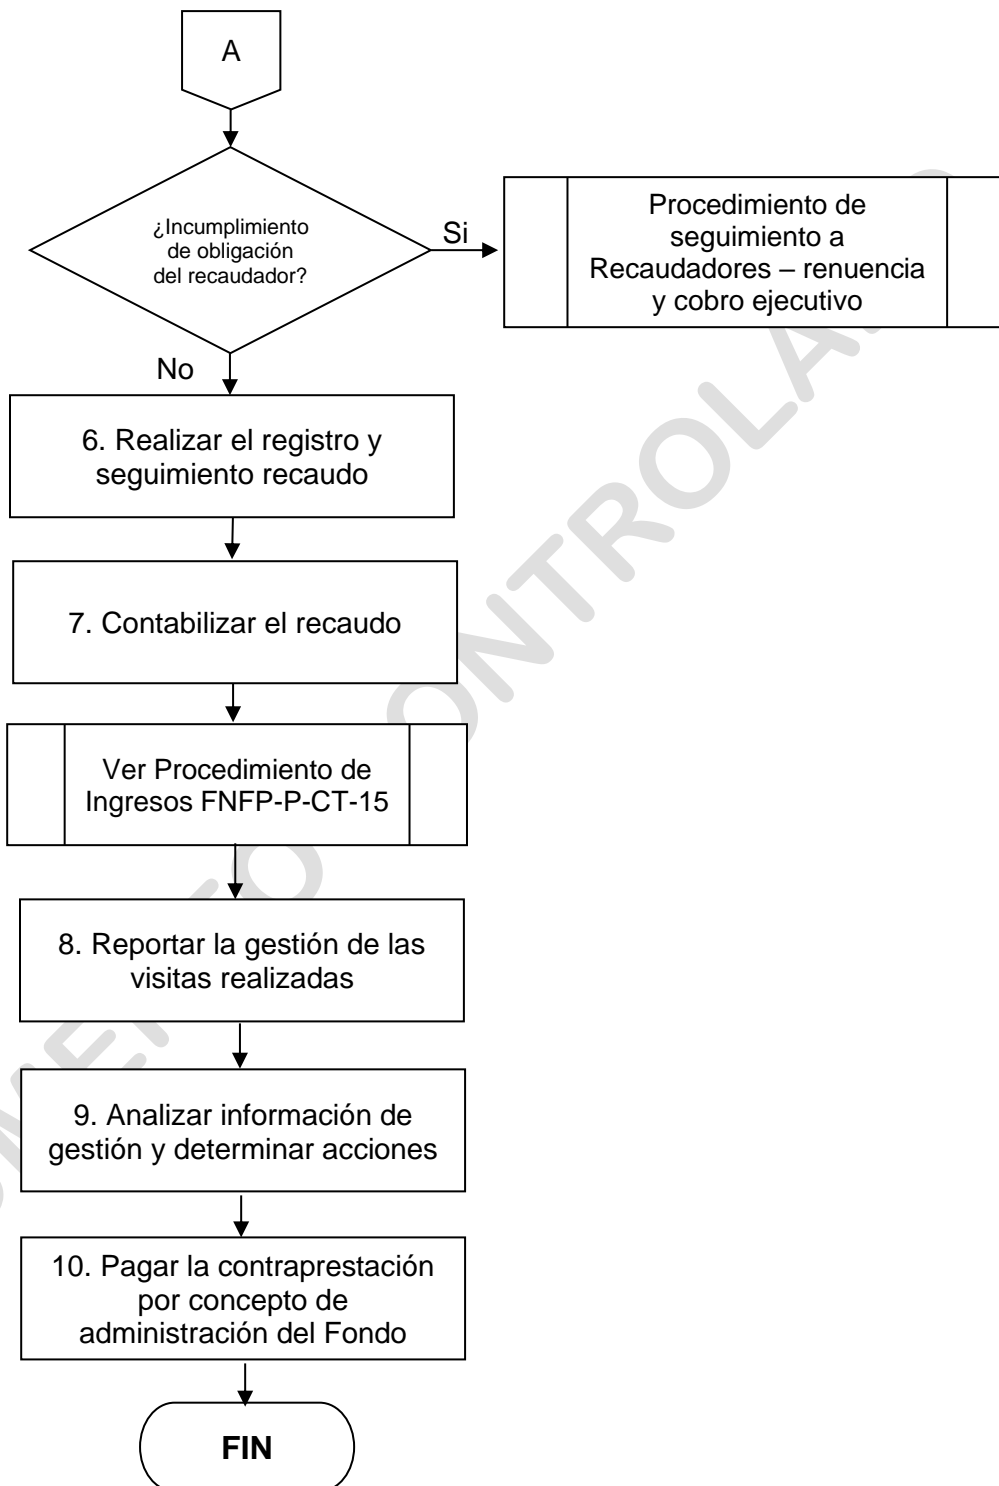 A
¿Incumplimiento
de obligación
del recaudador?
Si
Procedimiento de
seguimiento a
Recaudadores – renuencia
y cobro ejecutivo
No
6. Realizar el registro y
seguimiento recaudo
7. Contabilizar el recaudo
Ver Procedimiento de
Ingresos FNFP-P-CT-15
8. Reportar la gestión de las
visitas realizadas
9. Analizar información de
gestión y determinar acciones
10. Pagar la contraprestación
por concepto de
administración del Fondo
FIN